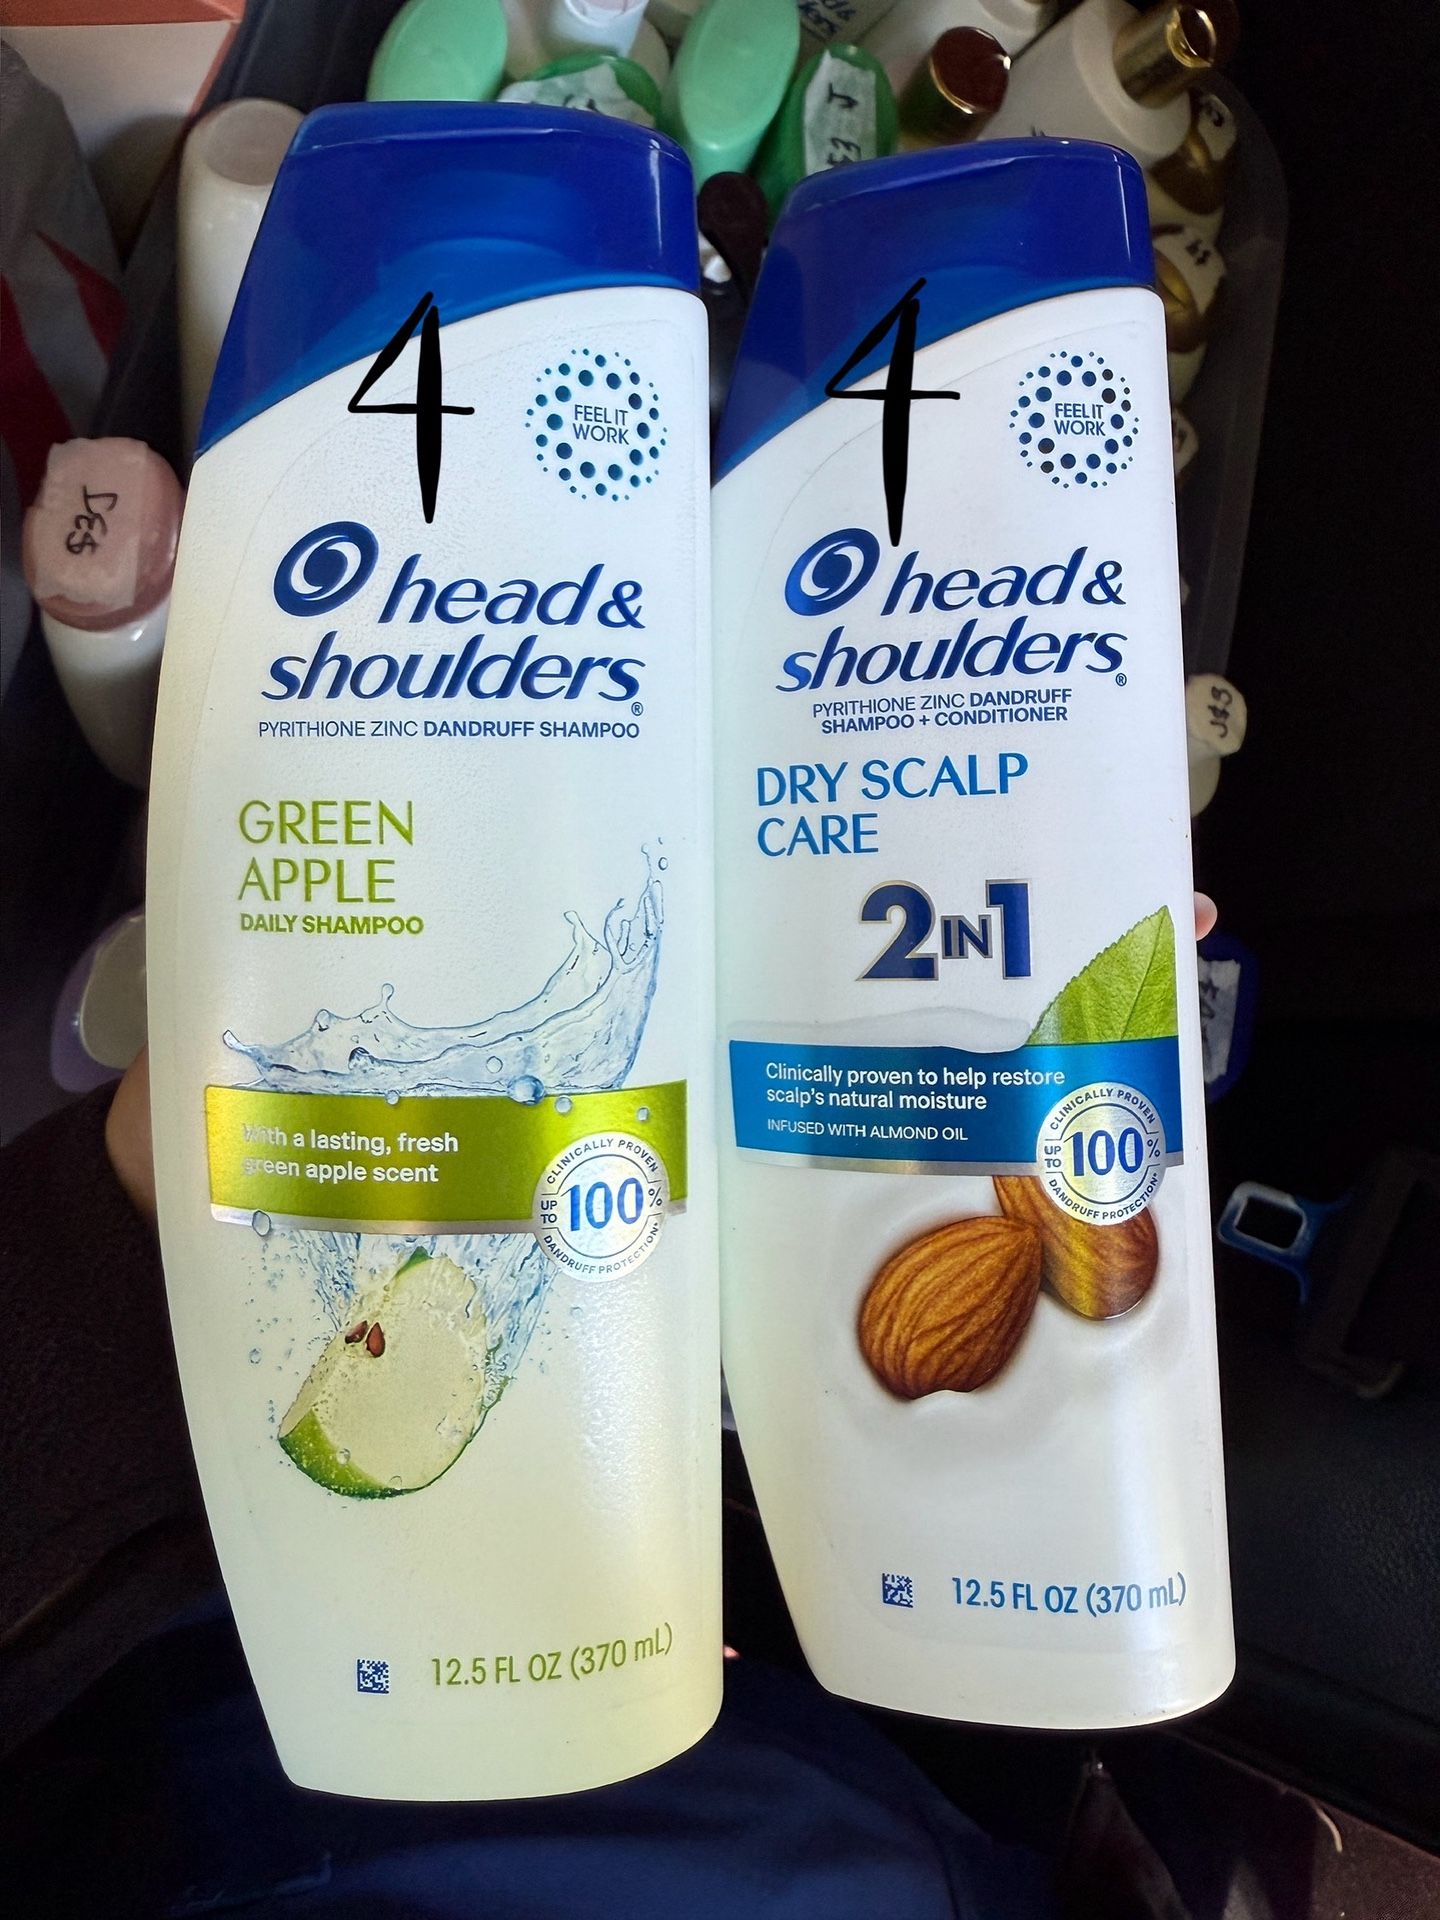 4
FEEL IT
WORK
head &
shoulders®
PYRITHIONE ZINC DANDRUFF SHAMPOO
GREEN
APPLE
DAILY SHAMPOO
With a lasting, fresh
green apple scent
CLINICALLY PROVEN
UP TO 100%
DANDRUFF PROTECTION*
12.5 FL OZ (370 mL)
4
FEEL IT
WORK
head &
shoulders®
PYRITHIONE ZINC DANDRUFF
SHAMPOO + CONDITIONER
DRY SCALP
CARE
2 IN 1
Clinically proven to help restore
scalp's natural moisture
INFUSED WITH ALMOND OIL
CLINICALLY PROVEN
UP TO 100%
DANDRUFF PROTECTION*
12.5 FL OZ (370 mL)